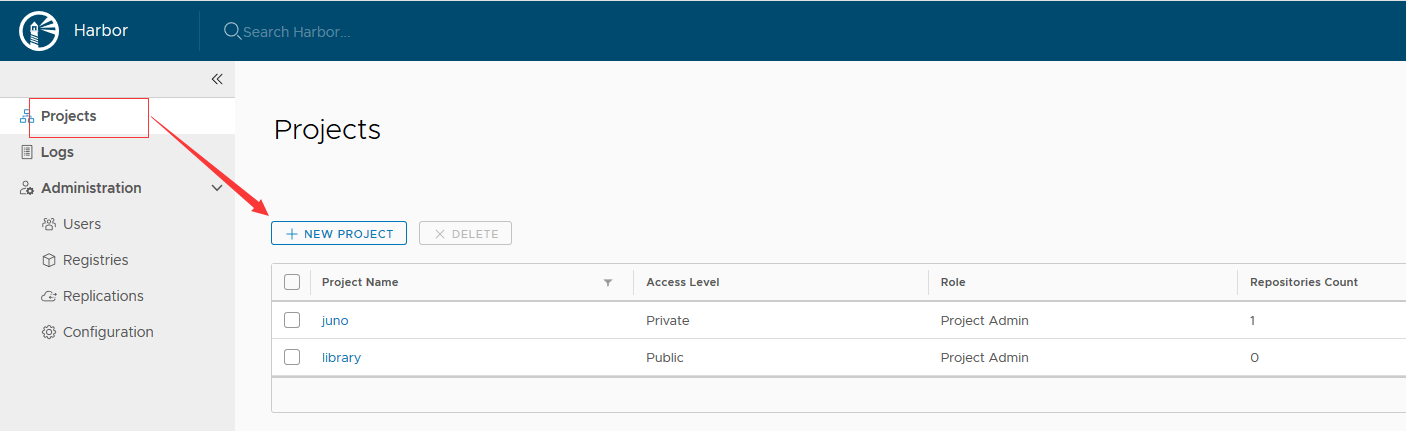 Harbor
Search Harbor...
Projects
Logs
Administration
Users
Registries
Replications
Configuration
Projects
NEW PROJECT DELETE
Project Name Access Level Role Repositories Count
juno Private Project Admin 1
library Public Project Admin 0